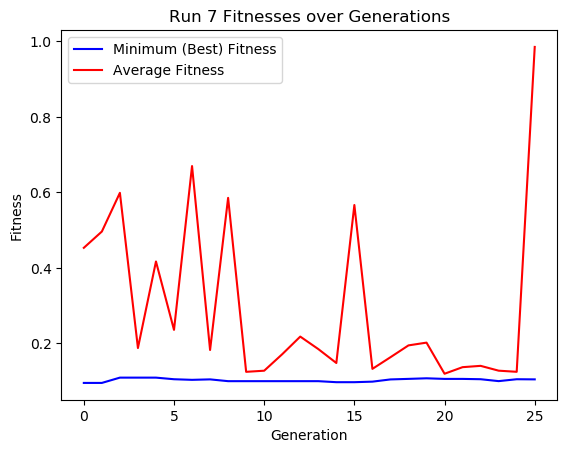 Run 7 Fitnesses over Generations
Minimum (Best) Fitness
Average Fitness
1.0
0.8
0.6
0.4
0.2
Fitness
0 5 10 15 20 25
Generation